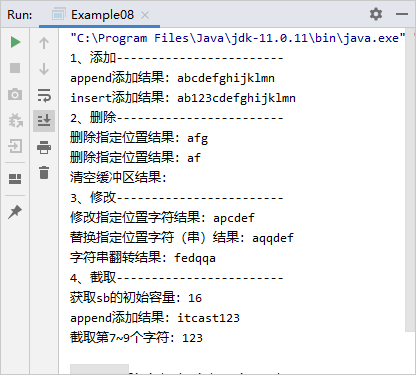 Run: Example08
"C:\Program Files\Java\jdk-11.0.11\bin\java.exe" "
1、添加------------------------
append添加结果: abcdefghijklmn
insert添加结果: ab123cdefghijklmn
2、删除------------------------
删除指定位置结果: afg
删除指定位置结果: af
清空缓冲区结果:
3、修改------------------------
修改指定位置字符结果: apcdef
替换指定位置字符（串）结果: aqqdef
字符串翻转结果: fedqqa
4、截取------------------------
获取sb的初始容量: 16
append添加结果: itcast123
截取第7~9个字符: 123